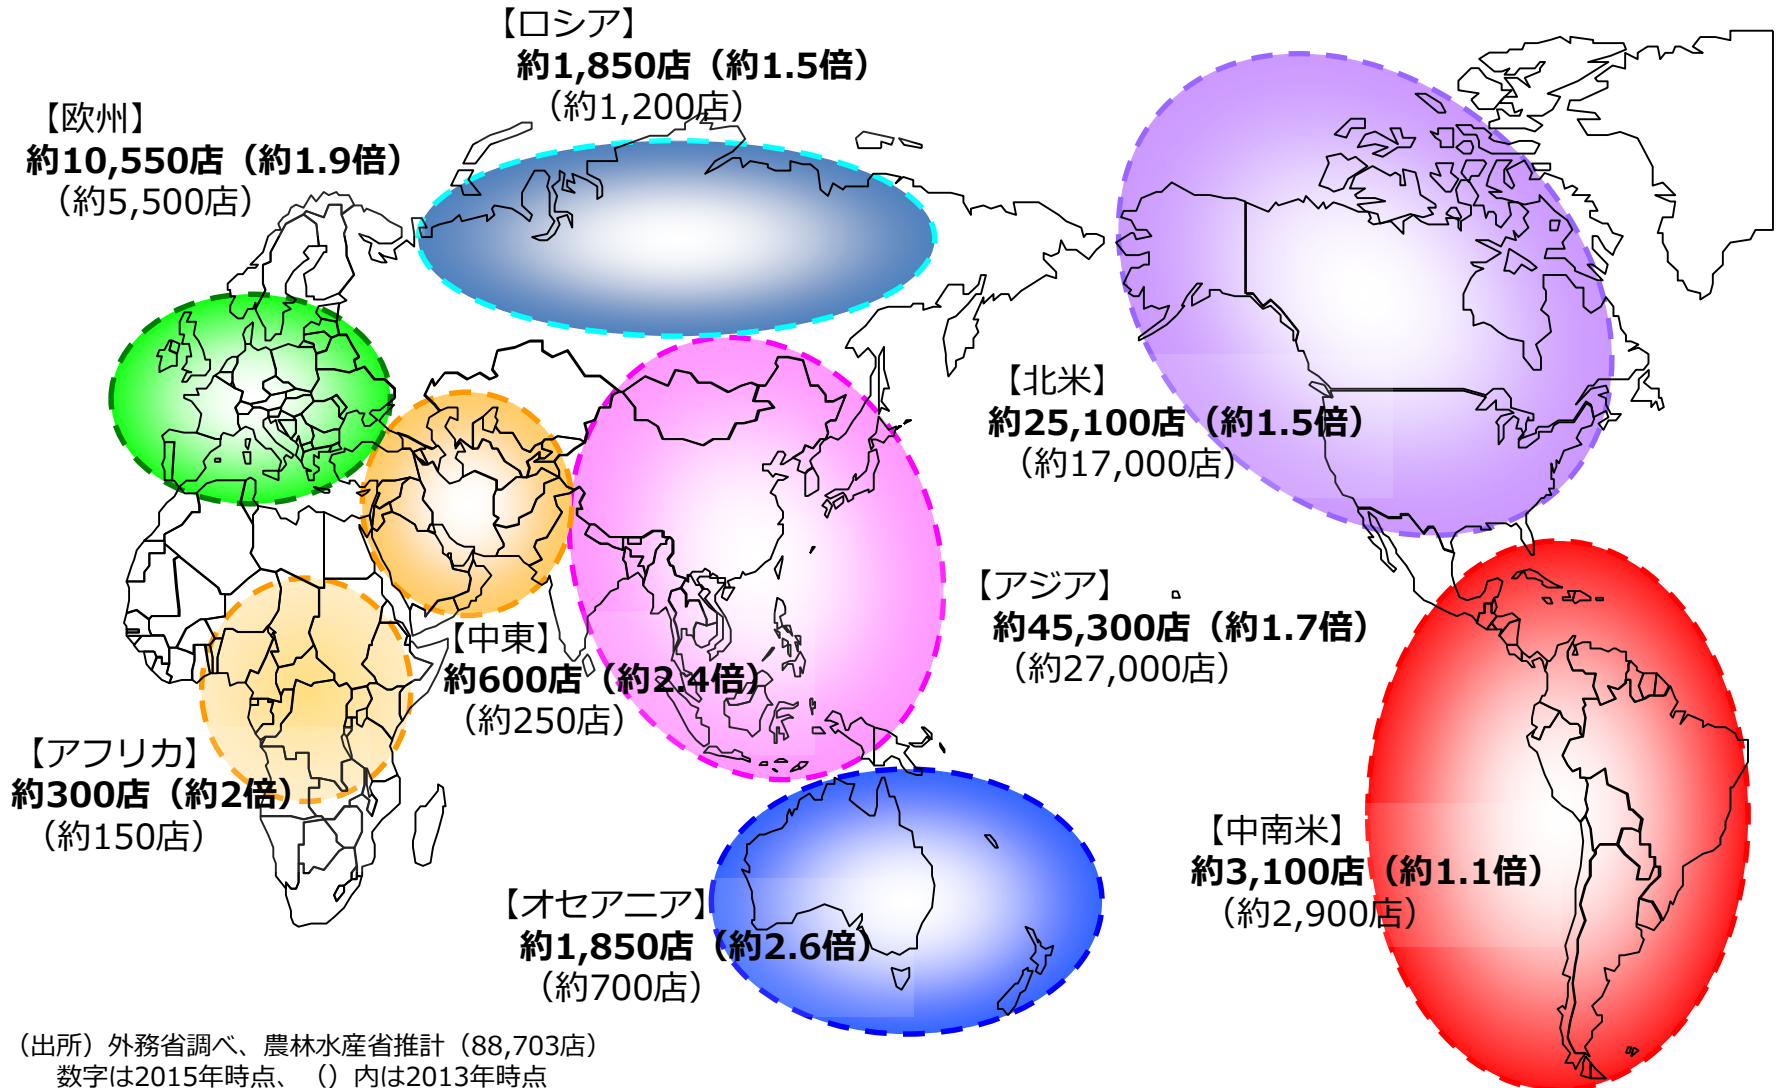 【ロシア】
約1,850店（約1.5倍）
（約1,200店）
【欧州】
約10,550店（約1.9倍）
（約5,500店）
【北米】
約25,100店（約1.5倍）
（約17,000店）
【アジア】
約45,300店（約1.7倍）
（約27,000店）
【中東】
約600店（約2.4倍）
（約250店）
【アフリカ】
約300店（約2倍）
（約150店）
【中南米】
約3,100店（約1.1倍）
（約2,900店）
【オセアニア】
約1,850店（約2.6倍）
（約700店）
（出所）外務省調べ、農林水産省推計（88,703店）
数字は2015年時点、（）内は2013年時点